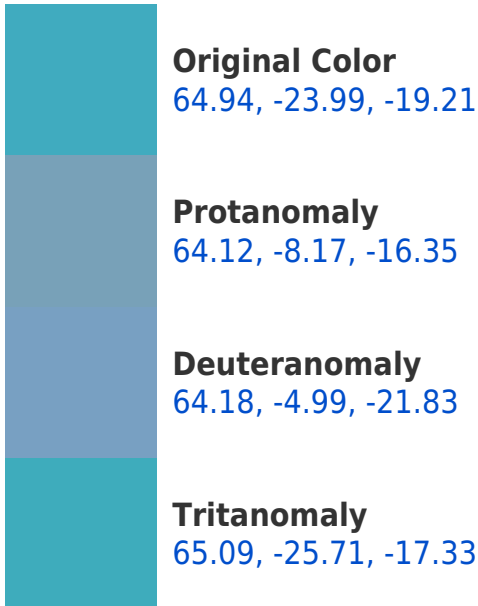 Original Color
64.94, -23.99, -19.21
Protanomaly
64.12, -8.17, -16.35
Deuteranomaly
64.18, -4.99, -21.83
Tritanomaly
65.09, -25.71, -17.33